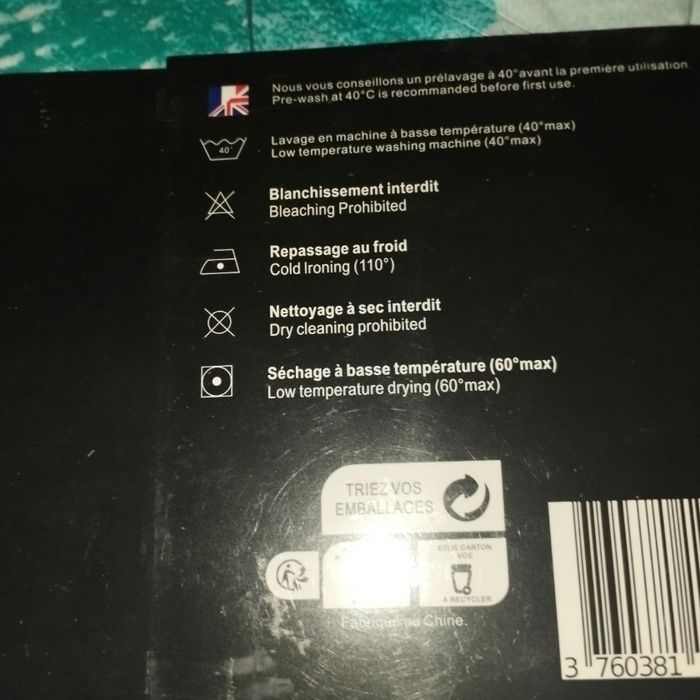 Nous vous conseillons un prélavage à 40°avant la première utilisation.
Pre-wash at 40°C is recommanded before first use.
40°
Lavage en machine à basse température (40°max)
Low temperature washing machine (40°max)
Blanchissement interdit
Bleaching Prohibited
Repassage au froid
Cold Ironing (110°)
Nettoyage à sec interdit
Dry cleaning prohibited
Séchage à basse température (60°max)
Low temperature drying (60°max)
TRIEZ VOS
EMBALLAGES
CARTON
À RECYCLER
Fabriqué au Chine.
3 760381